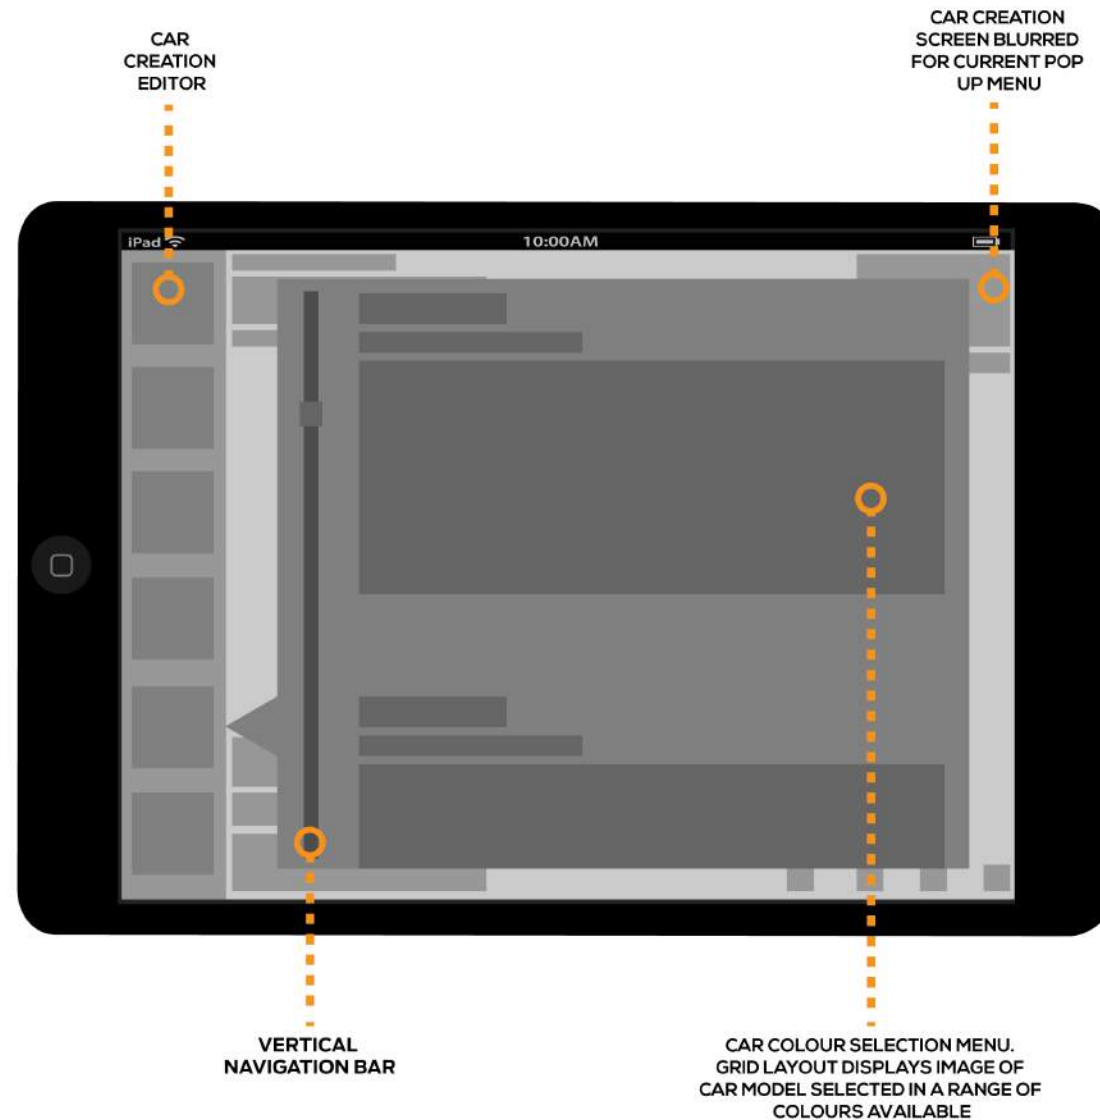 CAR
CREATION
EDITOR
CAR CREATION
SCREEN BLURRED
FOR CURRENT POP
UP MENU
iPad
10:00AM
VERTICAL
NAVIGATION BAR
CAR COLOUR SELECTION MENU.
GRID LAYOUT DISPLAYS IMAGE OF
CAR MODEL SELECTED IN A RANGE OF
COLOURS AVAILABLE